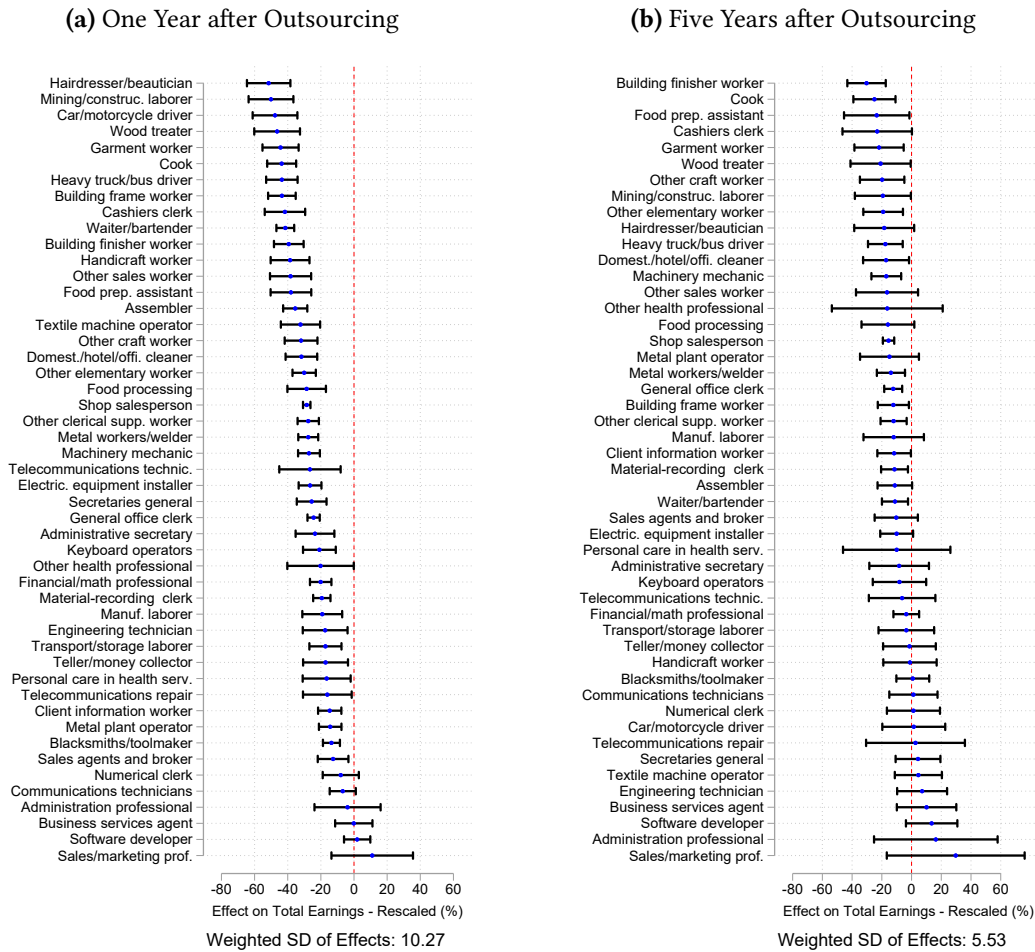 (a) One Year after Outsourcing
Hairdresser/beautician
Mining/construc. laborer
Car/motorcycle driver
Wood treater
Garment worker
Cook
Heavy truck/bus driver
Building frame worker
Cashiers clerk
Waiter/bartender
Building finisher worker
Handicraft worker
Other sales worker
Food prep. assistant
Assembler
Textile machine operator
Other craft worker
Domest./hotel/offi. cleaner
Other elementary worker
Food processing
Shop salesperson
Other clerical supp. worker
Metal workers/welder
Machinery mechanic
Telecommunications technic.
Electric. equipment installer
Secretaries general
General office clerk
Administrative secretary
Keyboard operators
Other health professional
Financial/math professional
Material-recording clerk
Manuf. laborer
Engineering technician
Transport/storage laborer
Teller/money collector
Personal care in health serv.
Telecommunications repair
Client information worker
Metal plant operator
Blacksmiths/toolmaker
Sales agents and broker
Numerical clerk
Communications technicians
Administration professional
Business services agent
Software developer
Sales/marketing prof.
-80 -60 -40 -20 0 20 40 60
Effect on Total Earnings - Rescaled (%)
Weighted SD of Effects: 10.27
(b) Five Years after Outsourcing
Building finisher worker
Cook
Food prep. assistant
Cashiers clerk
Garment worker
Wood treater
Other craft worker
Mining/construc. laborer
Other elementary worker
Hairdresser/beautician
Heavy truck/bus driver
Domest./hotel/offi. cleaner
Machinery mechanic
Other sales worker
Other health professional
Food processing
Shop salesperson
Metal plant operator
Metal workers/welder
General office clerk
Building frame worker
Other clerical supp. worker
Manuf. laborer
Client information worker
Material-recording clerk
Assembler
Waiter/bartender
Sales agents and broker
Electric. equipment installer
Personal care in health serv.
Administrative secretary
Keyboard operators
Telecommunications technic.
Financial/math professional
Transport/storage laborer
Teller/money collector
Handicraft worker
Blacksmiths/toolmaker
Communications technicians
Numerical clerk
Car/motorcycle driver
Telecommunications repair
Secretaries general
Textile machine operator
Engineering technician
Business services agent
Software developer
Administration professional
Sales/marketing prof.
-80 -60 -40 -20 0 20 40 60
Effect on Total Earnings - Rescaled (%)
Weighted SD of Effects: 5.53